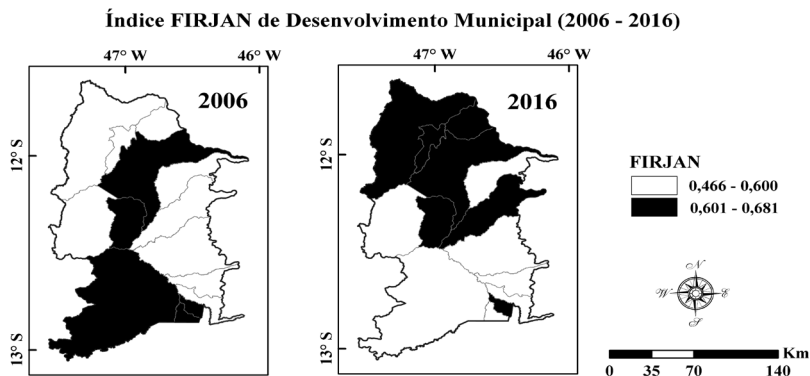 Índice FIRJAN de Desenvolvimento Municipal (2006 - 2016)
47° W 46° W
47° W 46° W
2006
2016
12° S
12° S
13° S
13° S
FIRJAN
0,466 - 0,600
0,601 - 0,681
N
W E
S
Km
0 35 70 140